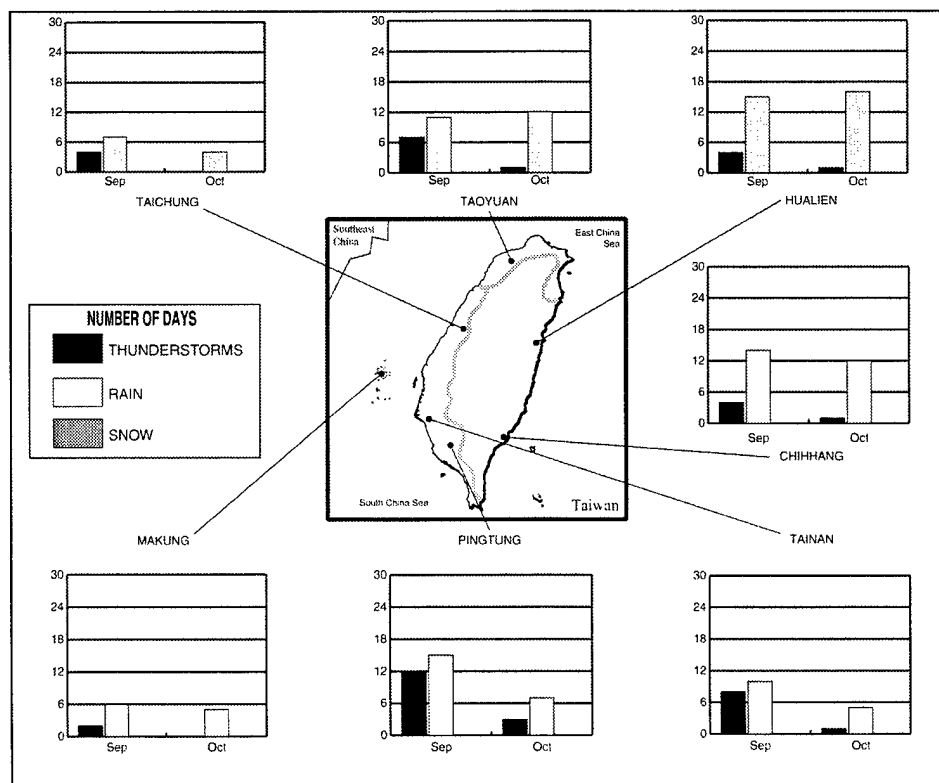 30
24
18
12
6
0
Sep
Oct
TAICHUNG
30
24
18
12
6
0
Sep
Oct
TAOYUAN
30
24
18
12
6
0
Sep
Oct
HUALIEN
NUMBER OF DAYS
THUNDERSTORMS
RAIN
SNOW
Southeast
China
East China
Sea
South China Sea
Taiwan
30
24
18
12
6
0
Sep
Oct
CHIHHANG
MAKUNG
PINGTUNG
TAINAN
30
24
18
12
6
0
Sep
Oct
30
24
18
12
6
0
Sep
Oct
30
24
18
12
6
0
Sep
Oct